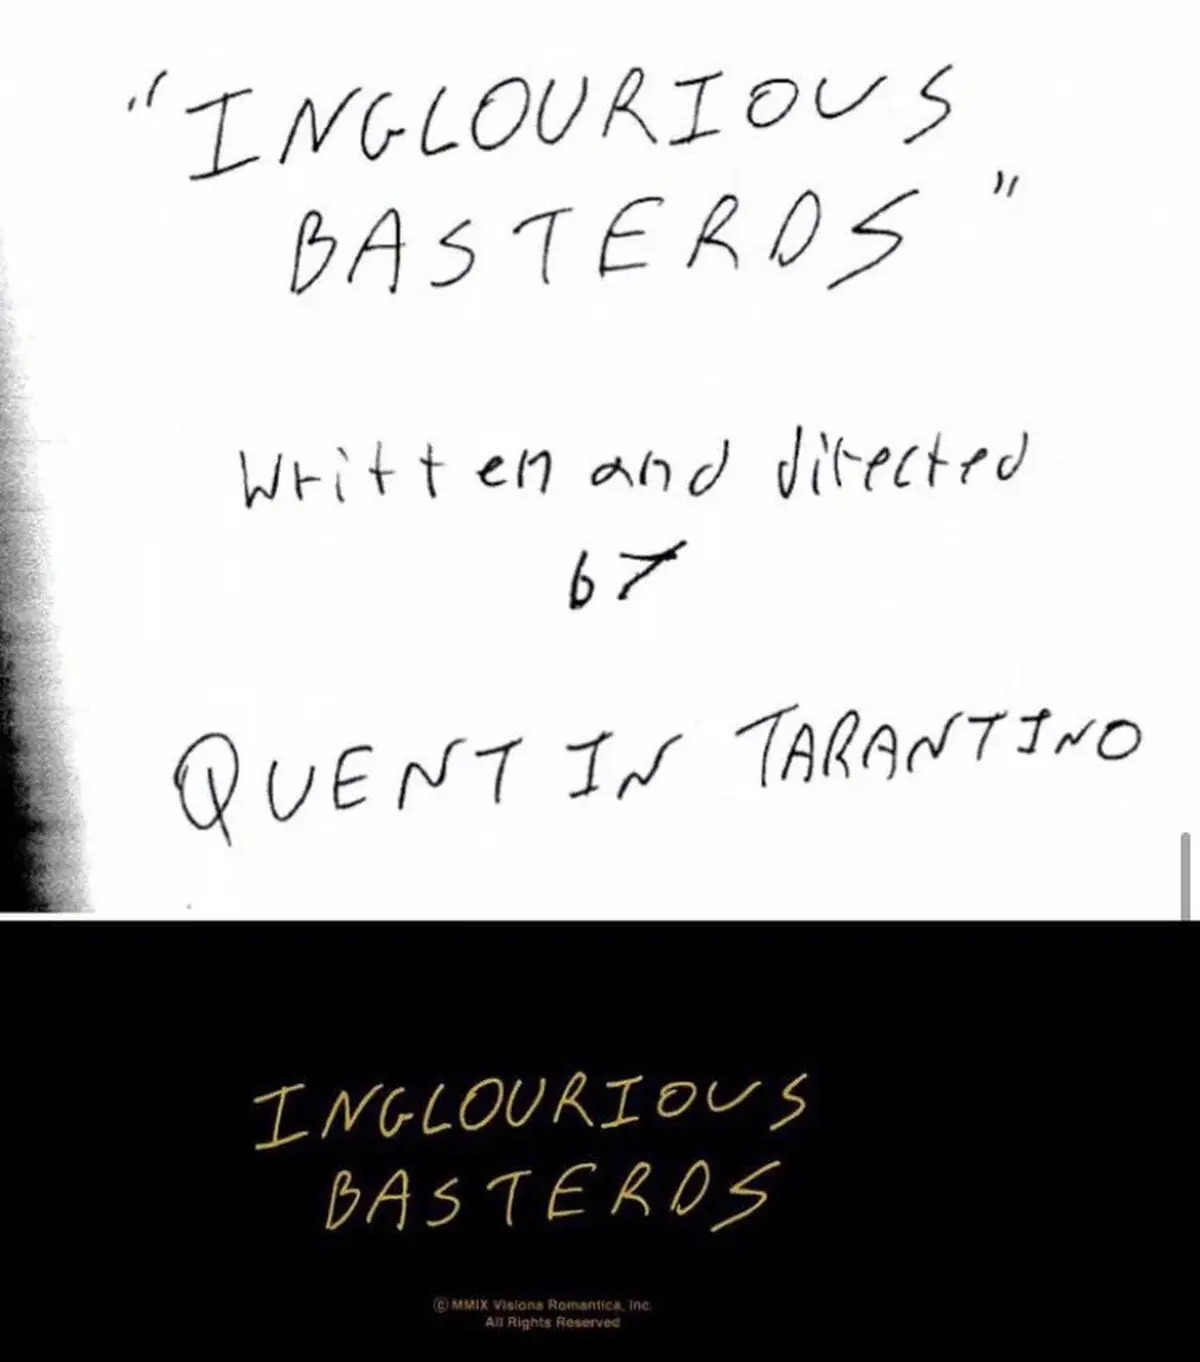 "INGLOURIOUS
BASTERDS"
written and directed
by
QUENTIN TARANTINO
INGLOURIOUS
BASTERDS
© MMIX Visiona Romantica, Inc.
All Rights Reserved